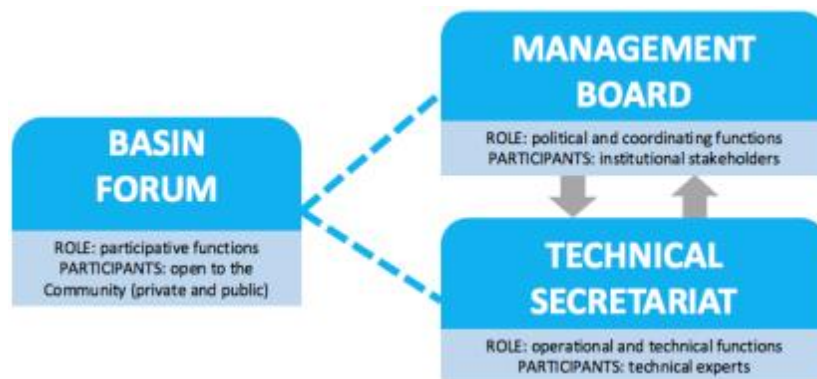 BASIN
FORUM
ROLE: participative functions
PARTICIPANTS: open to the
Community (private and public)
MANAGEMENT
BOARD
ROLE: political and coordinating functions
PARTICIPANTS: institutional stakeholders
TECHNICAL
SECRETARIAT
ROLE: operational and technical functions
PARTICIPANTS: technical experts